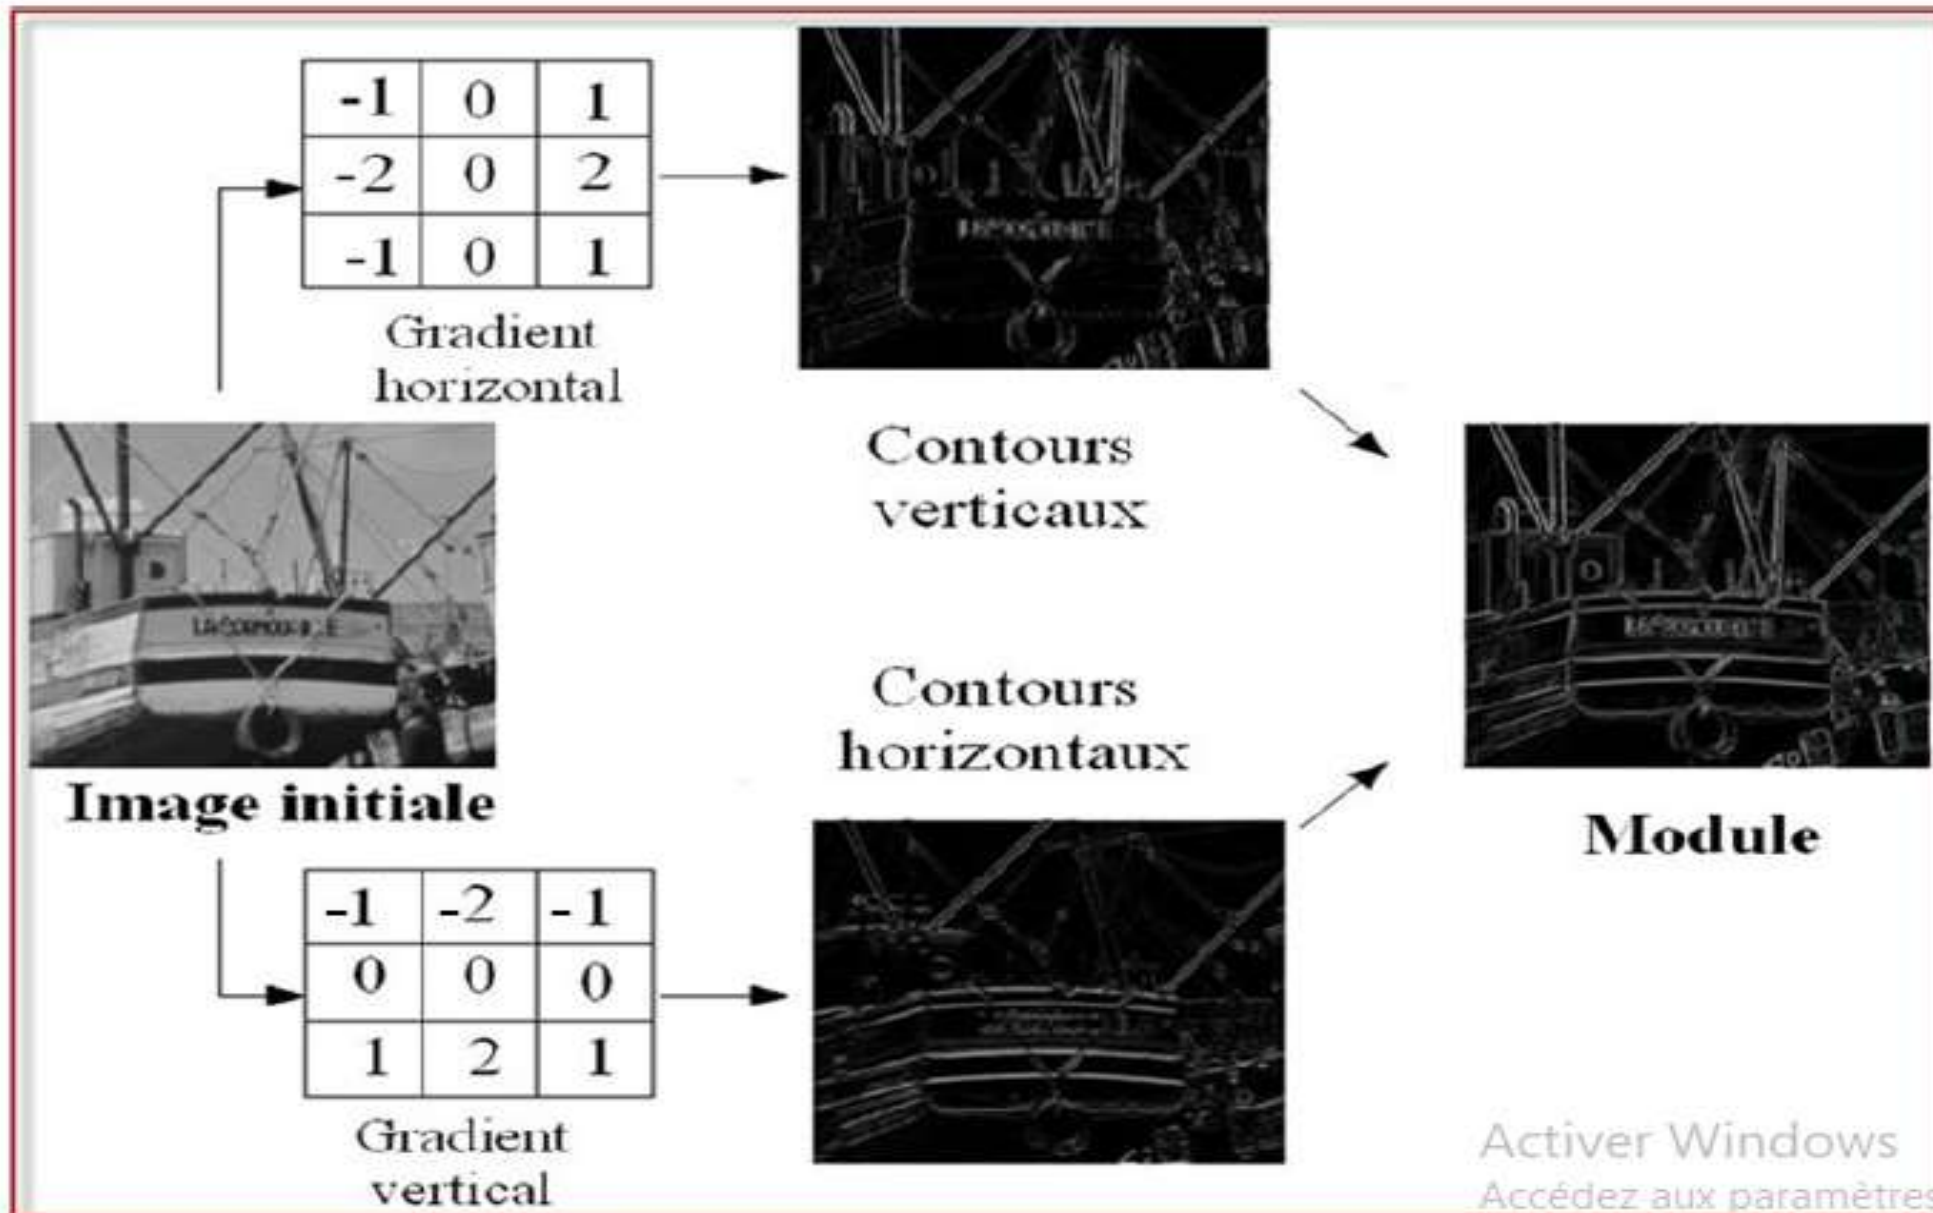 -1 0 1
-2 0 2
-1 0 1
Gradient
horizontal
Contours
verticaux
Image initiale
Contours
horizontaux
Module
-1 -2 -1
0 0 0
1 2 1
Gradient
vertical
Activer Windows
Accédez aux paramètres